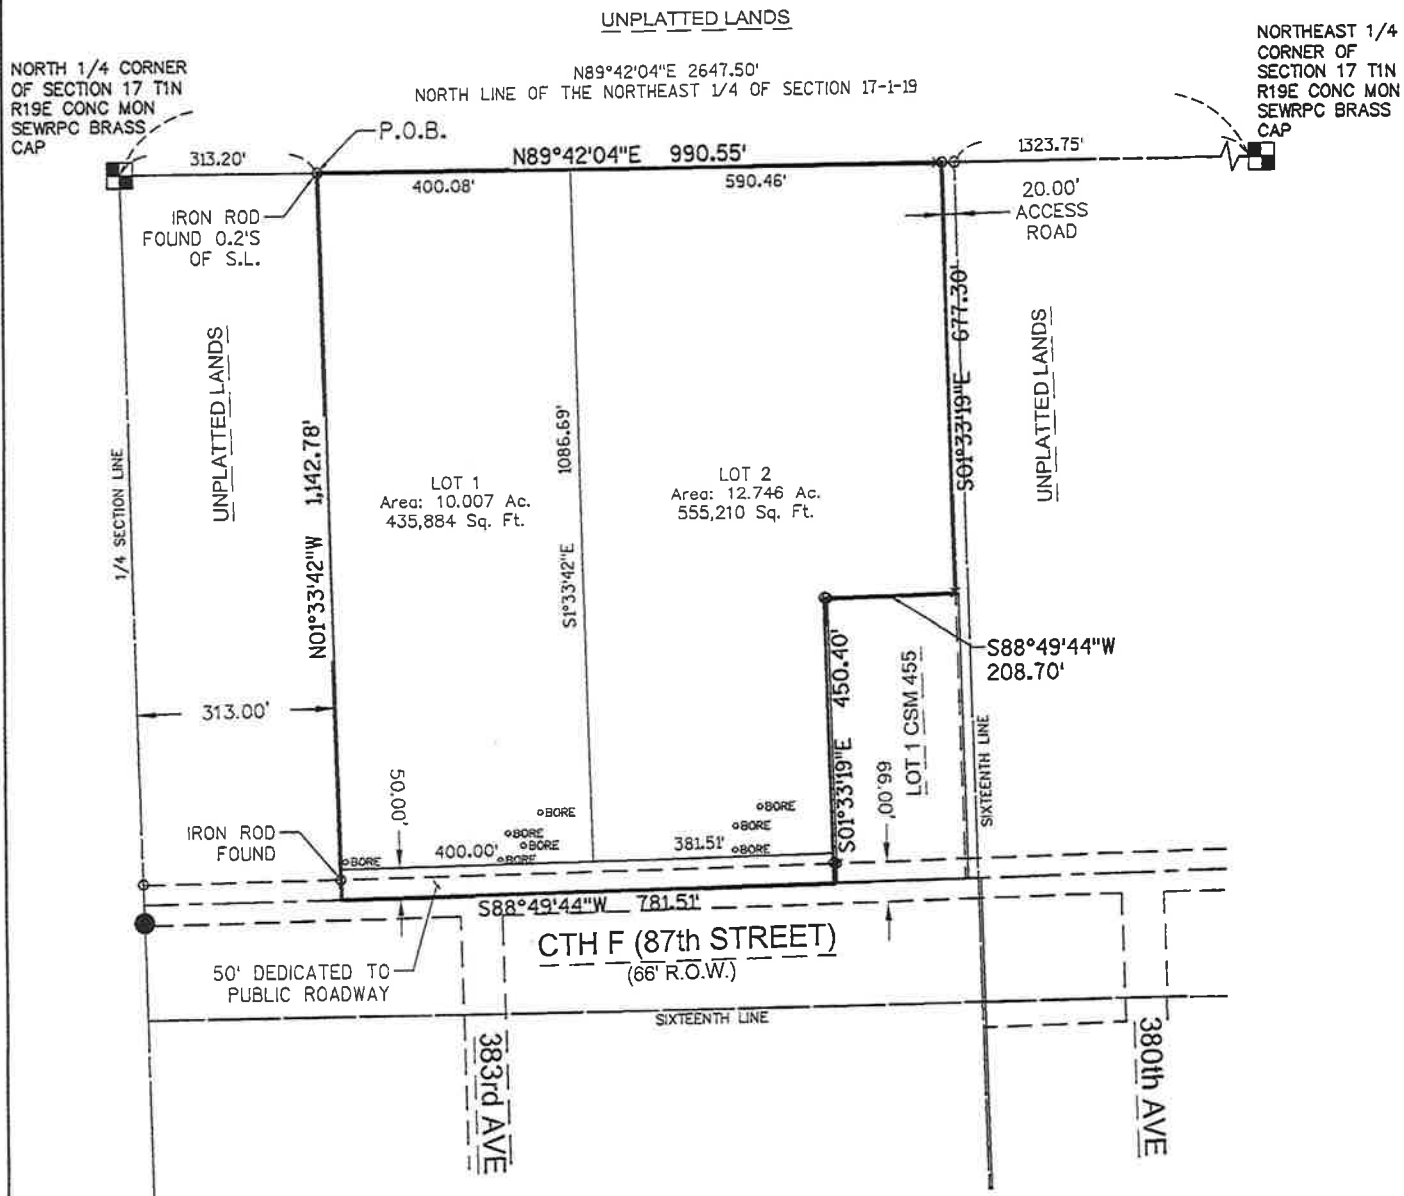 UNPLATTED LANDS
NORTH 1/4 CORNER
OF SECTION 17 T1N
R19E CONC MON
SEWRPC BRASS
CAP
N89°42'04"E 2647.50'
NORTH LINE OF THE NORTHEAST 1/4 OF SECTION 17-1-19
NORTHEAST 1/4
CORNER OF
SECTION 17 T1N
R19E CONC MON
SEWRPC BRASS
CAP
P.O.B.
313.20'
N89°42'04"E 990.55'
1323.75'
400.08'
590.46'
20.00'
ACCESS
ROAD
IRON ROD
FOUND 0.2'S
OF S.L.
UNPLATTED LANDS
1/4 SECTION LINE
N01°33'42"W 1,142.78'
S1°33'42"E 1086.69'
S01°33'19"E 677.30'
UNPLATTED LANDS
LOT 1
Area: 10.007 Ac.
435,884 Sq. Ft.
LOT 2
Area: 12.746 Ac.
555,210 Sq. Ft.
S88°49'44"W
208.70'
313.00'
S01°33'19"E 450.40'
LOT 1 CSM 455
SIXTEENTH LINE
50.00'
66.00'
BORE
BORE
BORE
BORE
BORE
BORE
BORE
BORE
IRON ROD
FOUND
400.00'
381.51'
S88°49'44"W 781.51'
CTH F (87th STREET)
(66' R.O.W.)
50' DEDICATED TO
PUBLIC ROADWAY
SIXTEENTH LINE
383rd AVE
380th AVE